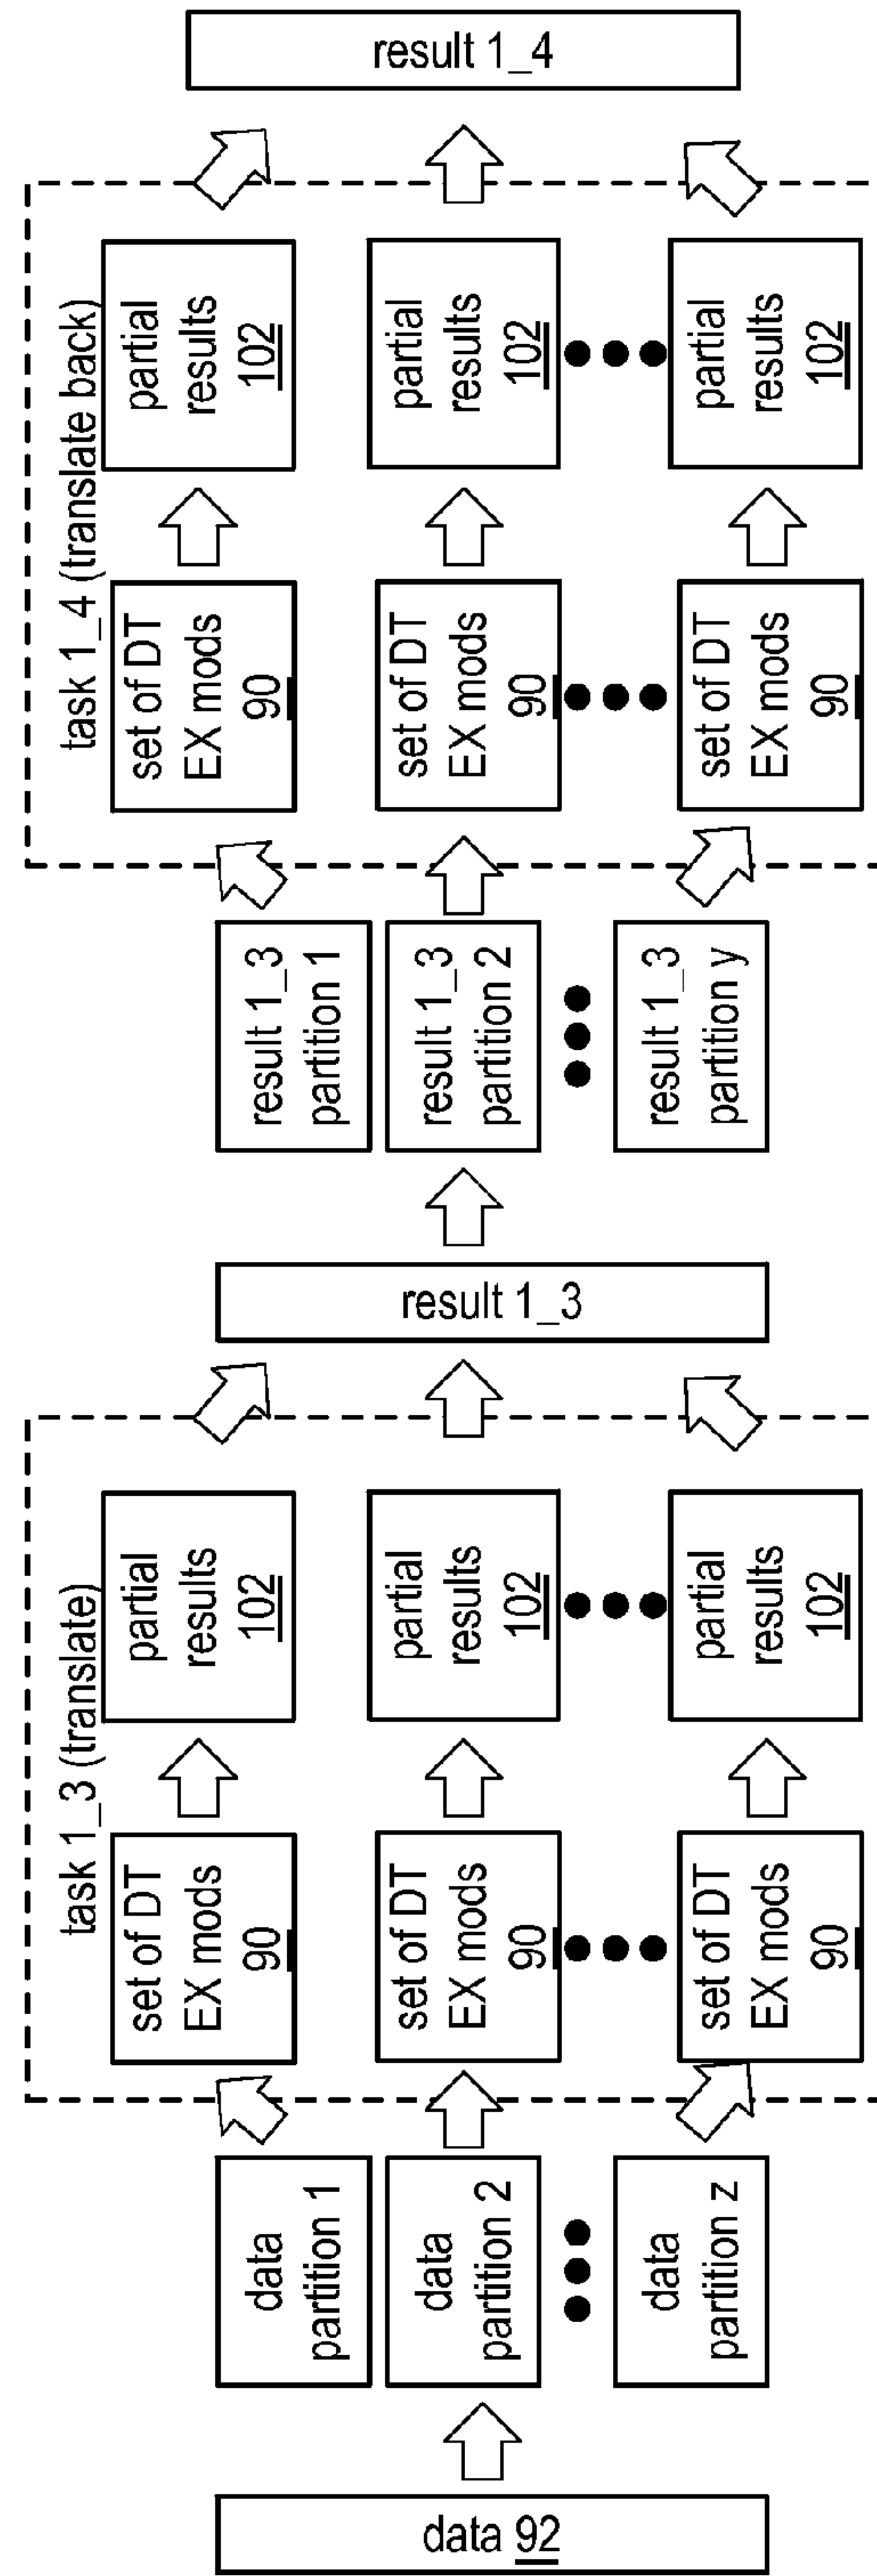 data 92
data
partition 1
data
partition 2
data
partition z
task 1_3 (translate)
set of DT
EX mods
90
set of DT
EX mods
90
set of DT
EX mods
90
partial
results
102
partial
results
102
partial
results
102
result 1_3
result 1_3
partition 1
result 1_3
partition 2
result 1_3
partition y
task 1_4 (translate back)
set of DT
EX mods
90
set of DT
EX mods
90
set of DT
EX mods
90
partial
results
102
partial
results
102
partial
results
102
result 1_4